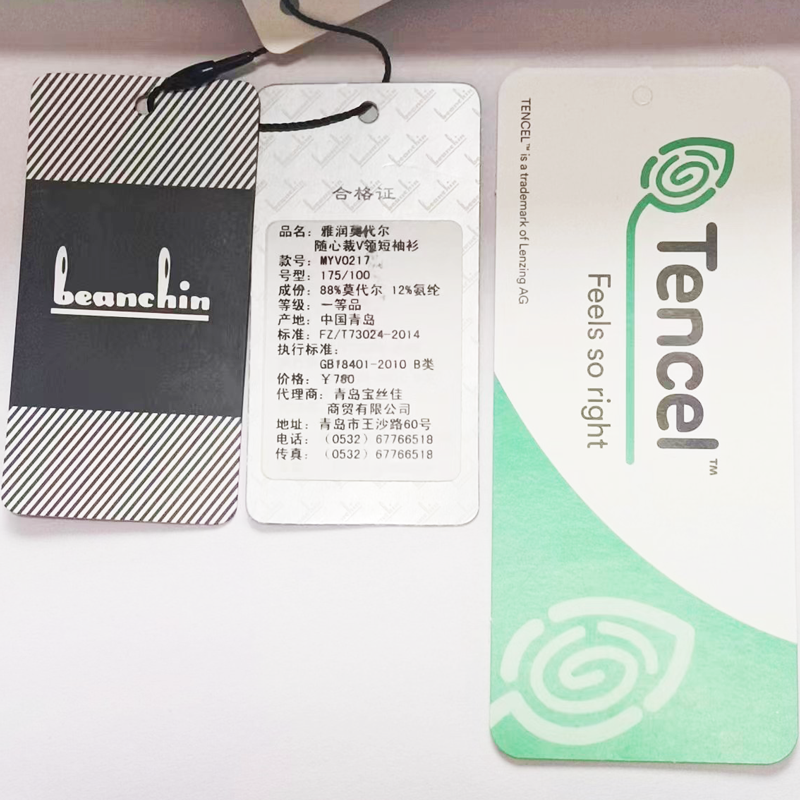 beanchin
合格证
品名: 雅润莫代尔
随心裁V领短袖衫
款号: MYV0217
号型: 175/100
成份: 88%莫代尔 12%氨纶
等级: 一等品
产地: 中国青岛
标准: FZ/T73024-2014
执行标准:
GB18401-2010 B类
价格: ￥780
代理商: 青岛宝丝佳
商贸有限公司
地址: 青岛市王沙路60号
电话: (0532) 67766518
传真: (0532) 67766518
TENCEL™ is a trademark of Lenzing AG
Tencel™
Feels so right